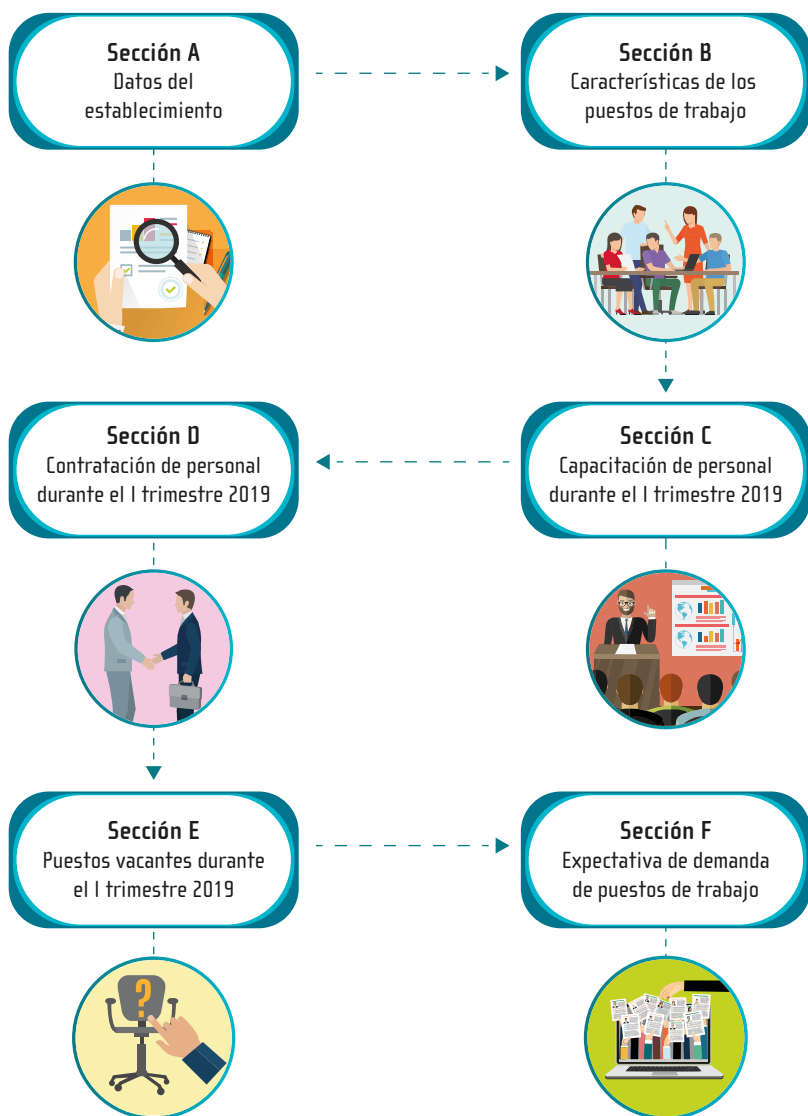 Sección A
Datos del
establecimiento
Sección B
Características de los
puestos de trabajo
Sección C
Capacitación de personal
durante el I trimestre 2019
Sección D
Contratación de personal
durante el I trimestre 2019
Sección E
Puestos vacantes durante
el I trimestre 2019
Sección F
Expectativa de demanda
de puestos de trabajo
?